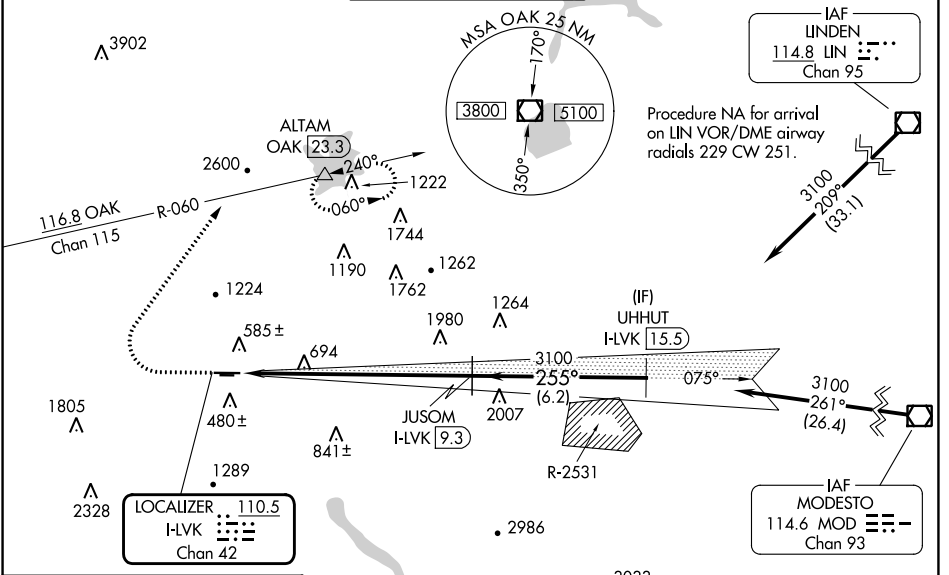 MSA OAK 25 NM
170°
350°
3800
5100
IAF
LINDEN
114.8 LIN
Chan 95
Procedure NA for arrival
on LIN VOR/DME airway
radials 229 CW 251.
3100
209°
(33.1)
3902
ALTAM
OAK 23.3
2600
240°
060°
1222
116.8 OAK
R-060
Chan 115
1744
1190
1762
1262
1224
1264
1980
585±
694
(IF)
UHHUT
I-LVK 15.5
3100
255°
(6.2)
075°
3100
261°
(26.4)
JUSOM
I-LVK 9.3
2007
R-2531
1805
480±
841±
1289
2328
LOCALIZER 110.5
I-LVK
Chan 42
2986
IAF
MODESTO
114.6 MOD
Chan 93